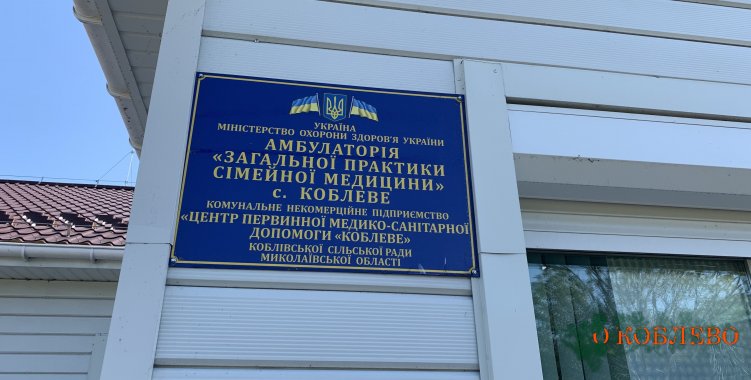 УКРАЇНА
МІНІСТЕРСТВО ОХОРОНИ ЗДОРОВ'Я УКРАЇНИ
АМБУЛАТОРІЯ
«ЗАГАЛЬНОЇ ПРАКТИКИ
СІМЕЙНОЇ МЕДИЦИНИ»
с. КОБЛЕВЕ
КОМУНАЛЬНЕ НЕКОМЕРЦІЙНЕ ПІДПРИЄМСТВО
«ЦЕНТР ПЕРВИННОЇ МЕДИКО-САНІТАРНОЇ
ДОПОМОГИ «КОБЛЕВЕ»
КОБЛІВСЬКОЇ СІЛЬСЬКОЇ РАДИ
МИКОЛАЇВСЬКОЇ ОБЛАСТІ
О КОБЛЕВО